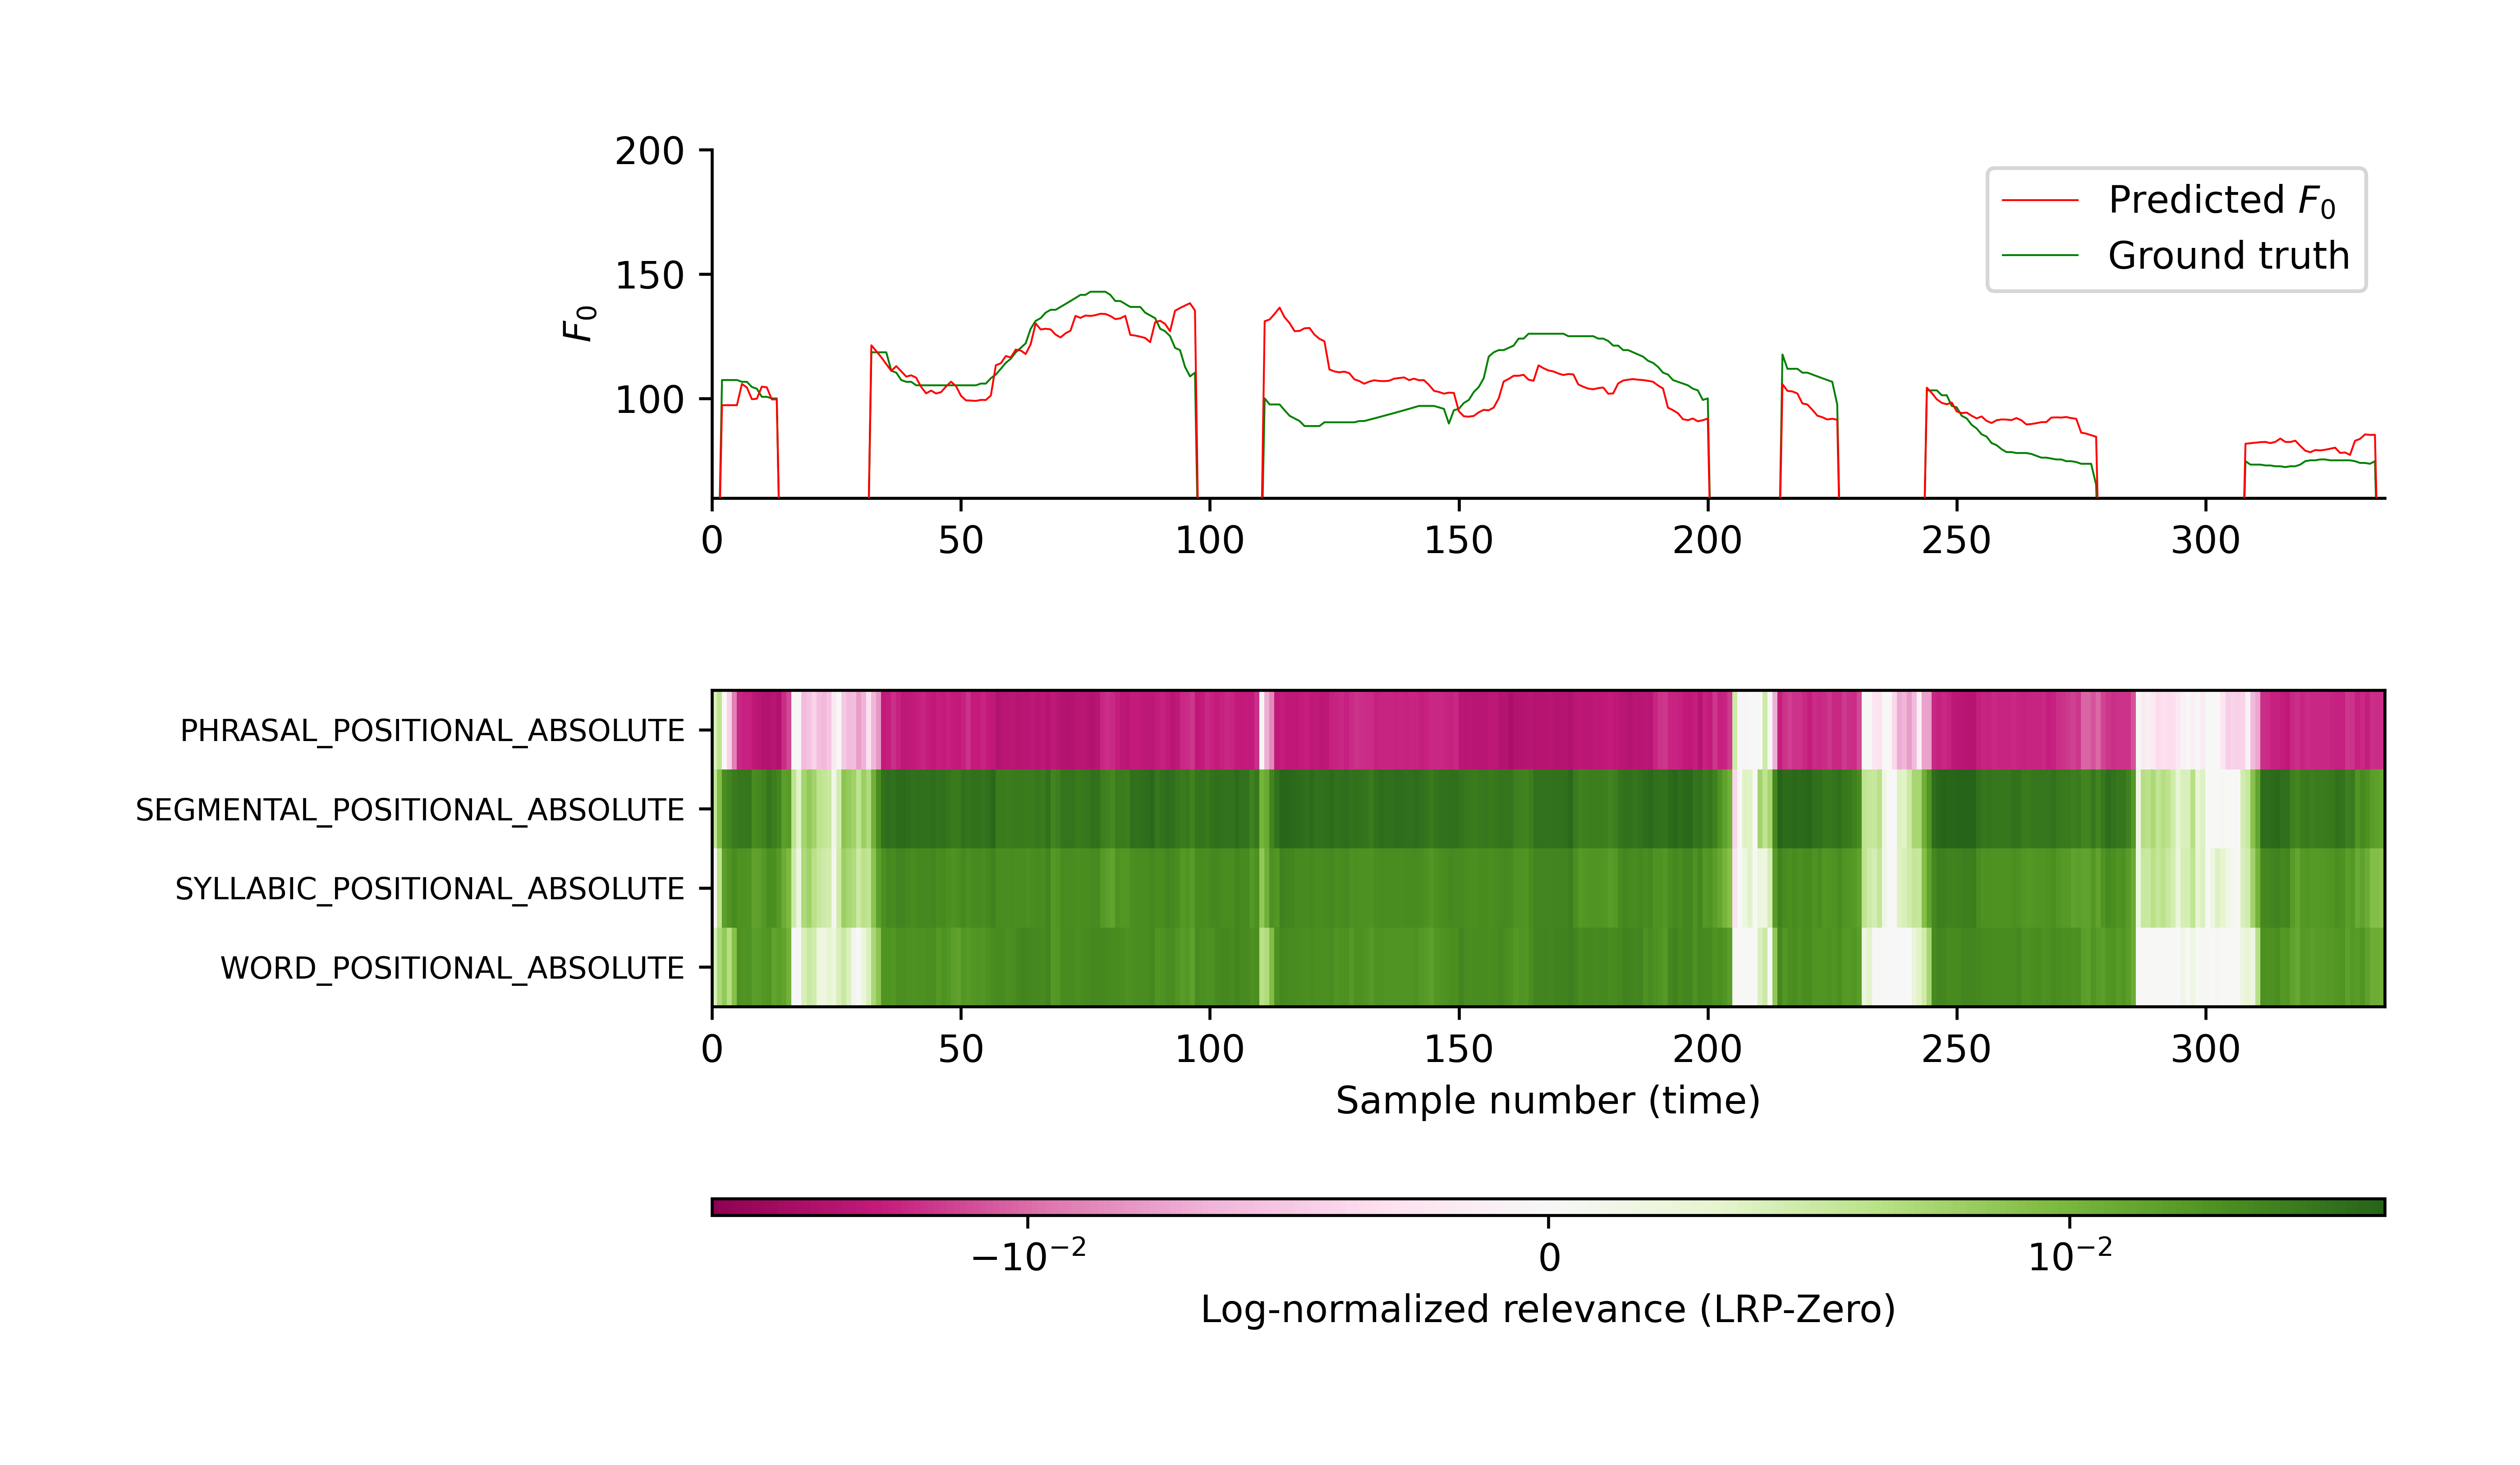 200
150
100
F₀
Predicted F₀
Ground truth
0 50 100 150 200 250 300
PHRASAL_POSITIONAL_ABSOLUTE
SEGMENTAL_POSITIONAL_ABSOLUTE
SYLLABIC_POSITIONAL_ABSOLUTE
WORD_POSITIONAL_ABSOLUTE
0 50 100 150 200 250 300
Sample number (time)
−10⁻² 0 10⁻²
Log-normalized relevance (LRP-Zero)